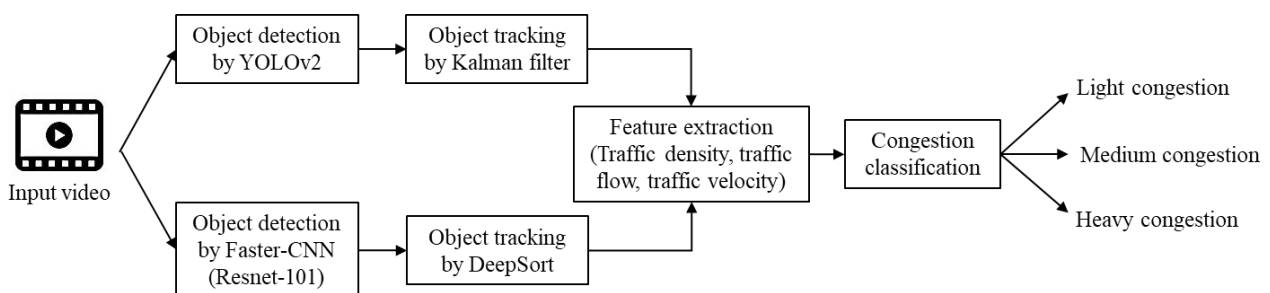 Input video
Object detection
by YOLOv2
Object tracking
by Kalman filter
Object detection
by Faster-CNN
(Resnet-101)
Object tracking
by DeepSort
Feature extraction
(Traffic density, traffic
flow, traffic velocity)
Congestion
classification
Light congestion
Medium congestion
Heavy congestion